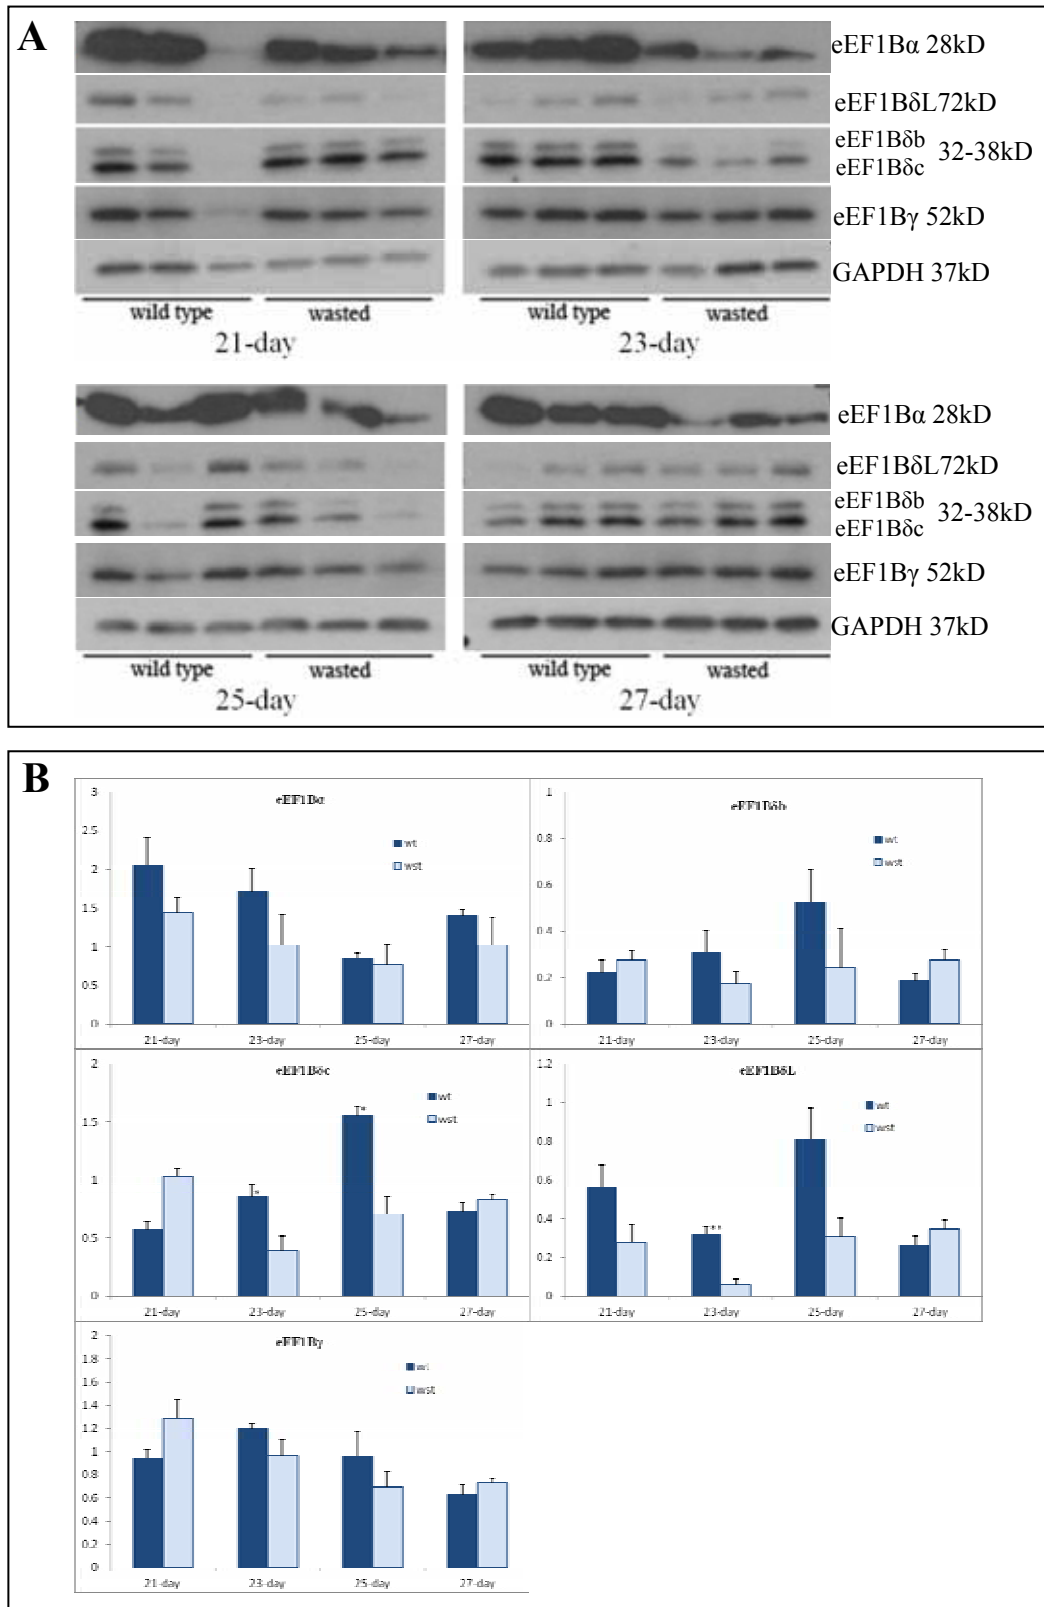 A
eEF1Bα 28kD
eEF1BδL72kD
eEF1Bδb
eEF1Bδc 32-38kD
eEF1Bγ 52kD
GAPDH 37kD
wild type wasted wild type wasted
21-day 23-day
eEF1Bα 28kD
eEF1BδL72kD
eEF1Bδb
eEF1Bδc 32-38kD
eEF1Bγ 52kD
GAPDH 37kD
wild type wasted wild type wasted
25-day 27-day
B
eEF1Bα
3
2.5
2
1.5
1
0.5
0
wt
wst
21-day 23-day 25-day 27-day
eEF1Bδb
1
0.8
0.6
0.4
0.2
0
wt
wst
21-day 23-day 25-day 27-day
eEF1Bδc
2
1.5
1
0.5
0
wt
wst
*
*
21-day 23-day 25-day 27-day
eEF1BδL
1.2
1
0.8
0.6
0.4
0.2
0
wt
wst
**
21-day 23-day 25-day 27-day
eEF1Bγ
2
1.8
1.6
1.4
1.2
1
0.8
0.6
0.4
0.2
0
wt
wst
21-day 23-day 25-day 27-day